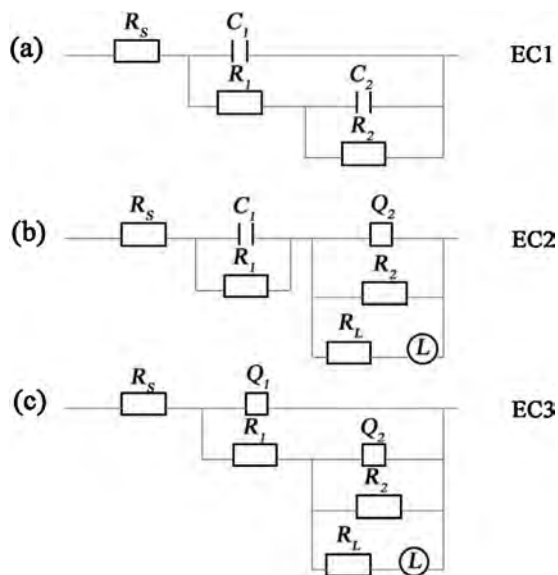 (a) R_S C_1 EC1
R_1 C_2
R_2
(b) R_S C_1 Q_2 EC2
R_1 R_2
R_L L
(c) R_S Q_1 EC3
R_1 Q_2
R_2
R_L L